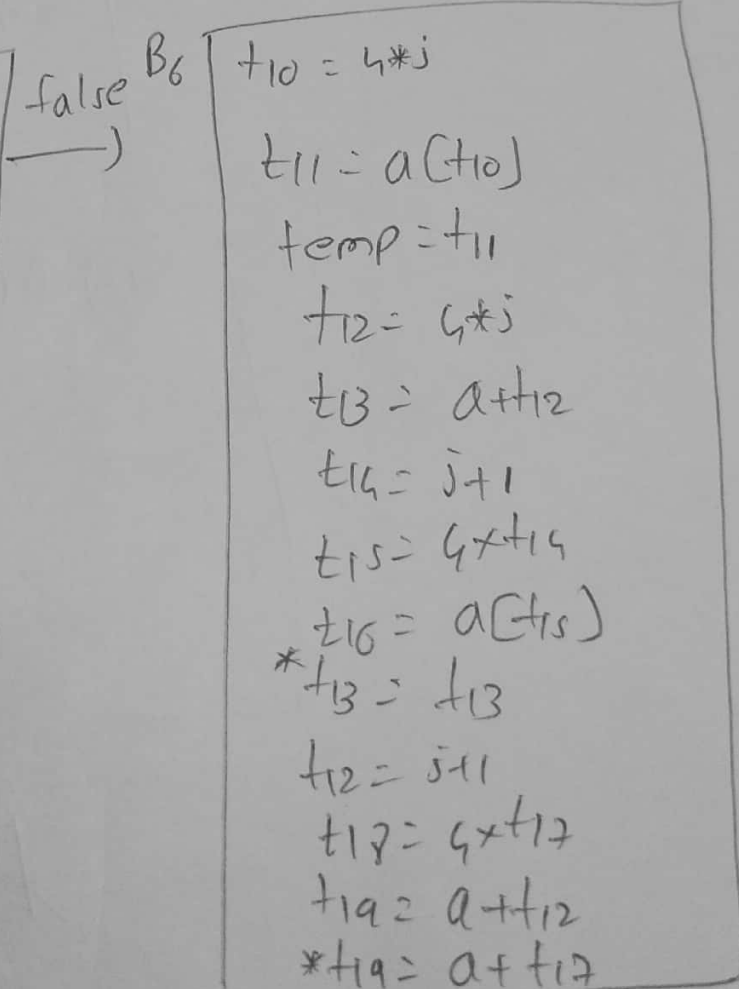 false
B6
t10 = 4*j
t11 = a[t10]
temp = t11
t12 = 4*j
t13 = a+t12
t14 = j+1
t15 = 4*t14
t16 = a[t15]
*t13 = t13
t12 = j+1
t18 = 4*t17
t19 = a+t12
*t19 = a+t17